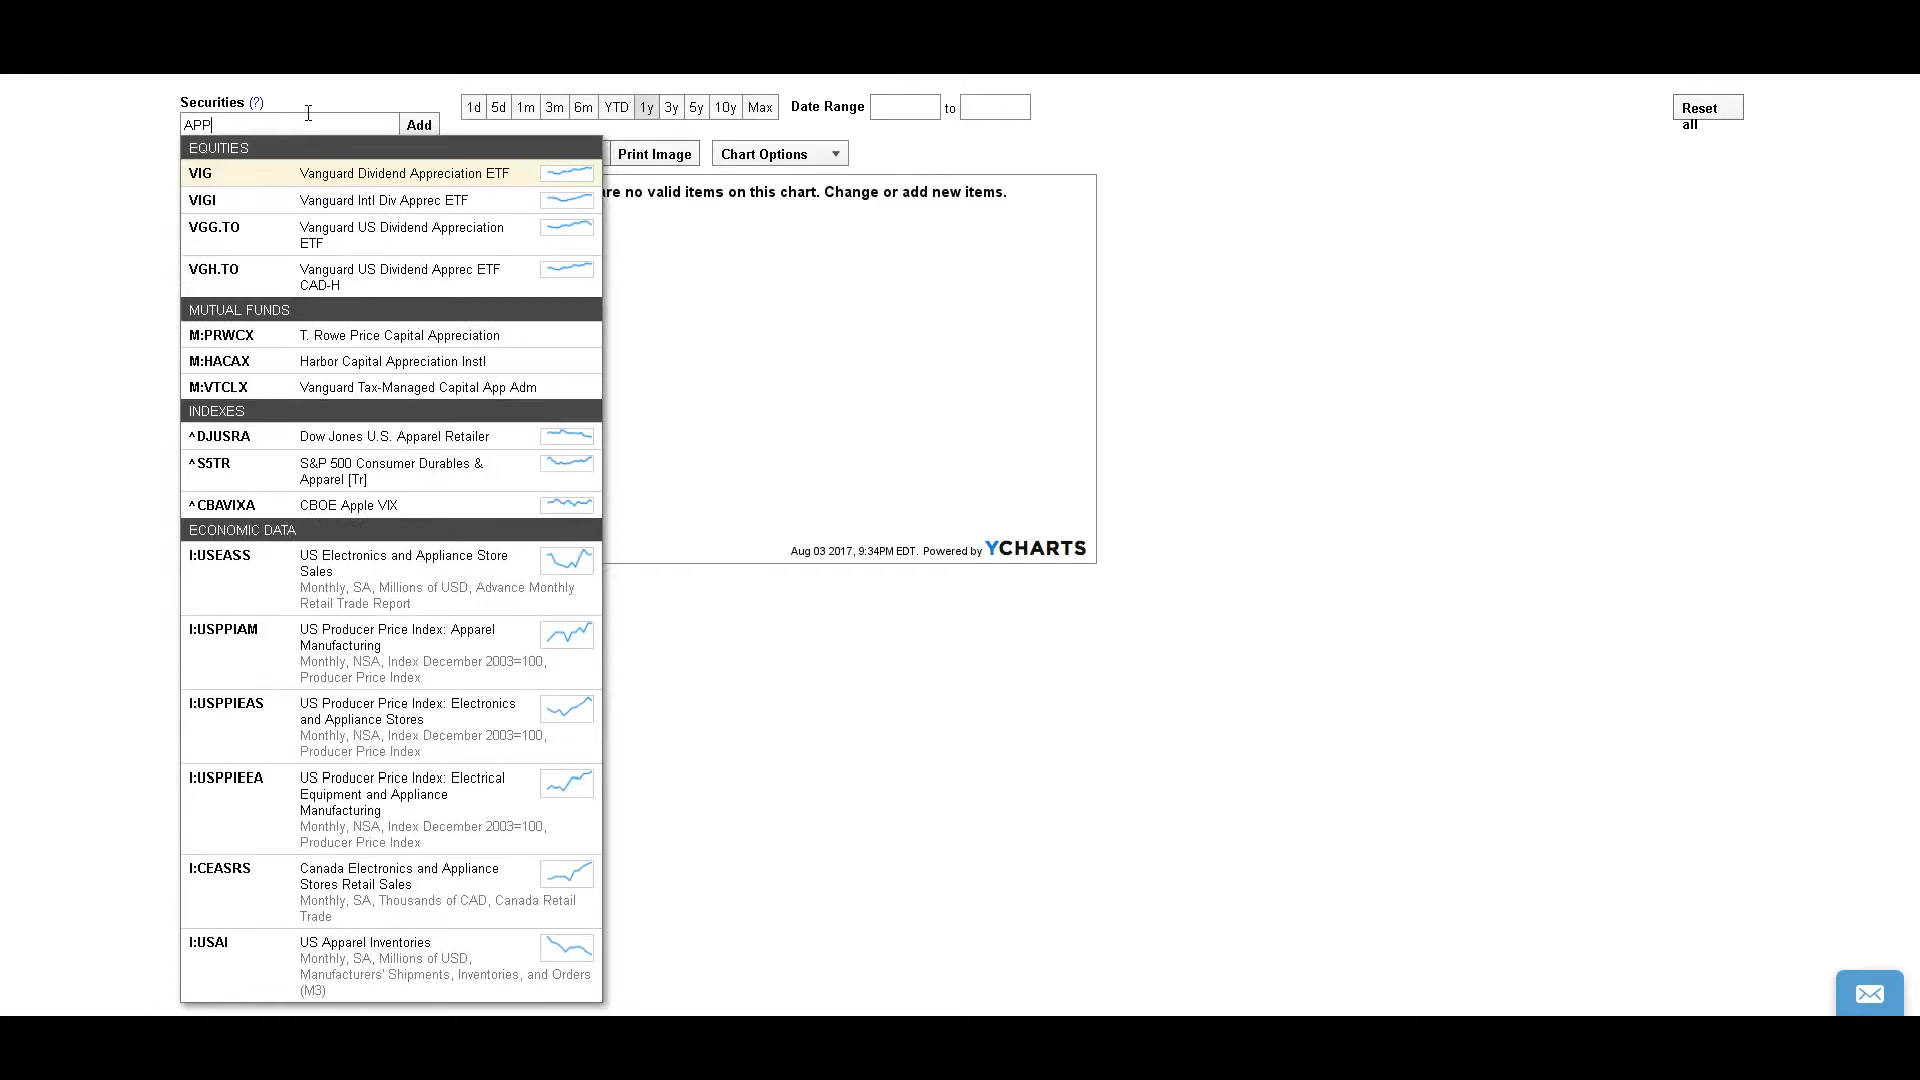 Securities (?)
APP
Add
1d 5d 1m 3m 6m YTD 1y 3y 5y 10y Max
Date Range
to
Reset
all
Print Image
Chart Options
EQUITIES
VIG Vanguard Dividend Appreciation ETF
VIGI Vanguard Intl Div Apprec ETF
VGG.TO Vanguard US Dividend Appreciation
ETF
VGH.TO Vanguard US Dividend Apprec ETF
CAD-H
MUTUAL FUNDS
M:PRWCX T. Rowe Price Capital Appreciation
M:HACAX Harbor Capital Appreciation Instl
M:VTCLX Vanguard Tax-Managed Capital App Adm
INDEXES
^DJUSRA Dow Jones U.S. Apparel Retailer
^S5TR S&P 500 Consumer Durables &
Apparel [Tr]
^CBAVIXA CBOE Apple VIX
ECONOMIC DATA
I:USEASS US Electronics and Appliance Store
Sales
Monthly, SA, Millions of USD, Advance Monthly
Retail Trade Report
I:USPPIAM US Producer Price Index: Apparel
Manufacturing
Monthly, NSA, Index December 2003=100,
Producer Price Index
I:USPPIEAS US Producer Price Index: Electronics
and Appliance Stores
Monthly, NSA, Index December 2003=100,
Producer Price Index
I:USPPIEEA US Producer Price Index: Electrical
Equipment and Appliance
Manufacturing
Monthly, NSA, Index December 2003=100,
Producer Price Index
I:CEASRS Canada Electronics and Appliance
Stores Retail Sales
Monthly, SA, Thousands of CAD, Canada Retail
Trade
I:USAI US Apparel Inventories
Monthly, SA, Millions of USD,
Manufacturers' Shipments, Inventories, and Orders
(M3)
re no valid items on this chart. Change or add new items.
Aug 03 2017, 9:34PM EDT. Powered by YCHARTS